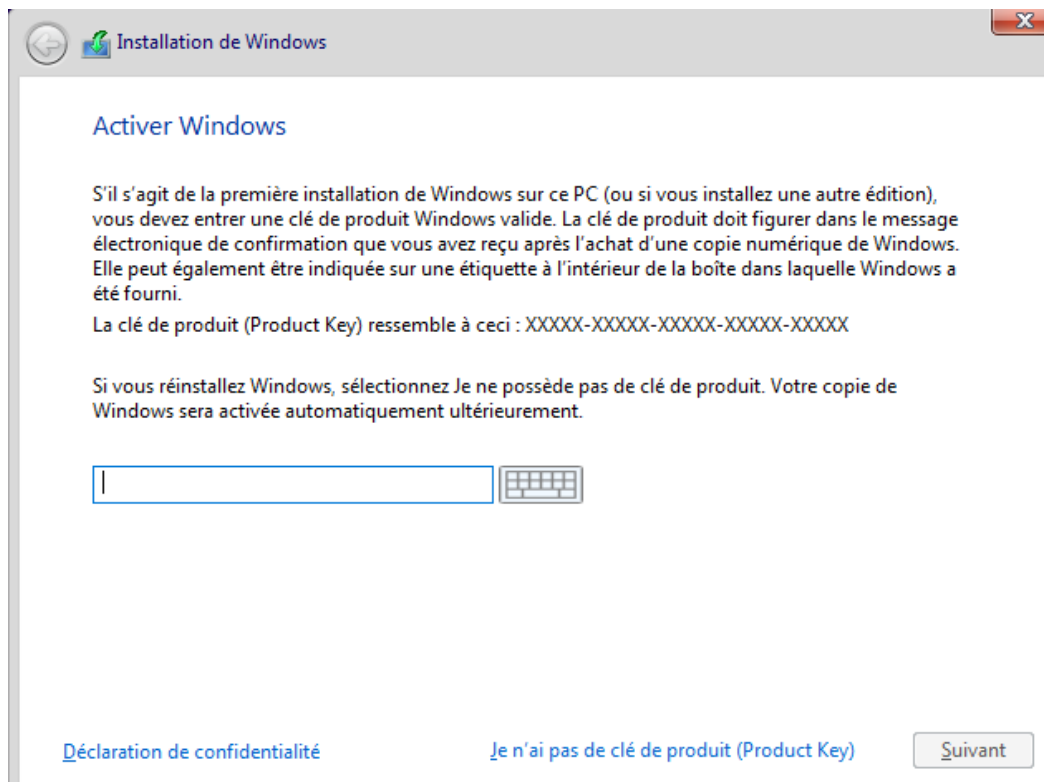 Installation de Windows
Activer Windows
S'il s'agit de la première installation de Windows sur ce PC (ou si vous installez une autre édition),
vous devez entrer une clé de produit Windows valide. La clé de produit doit figurer dans le message
électronique de confirmation que vous avez reçu après l'achat d'une copie numérique de Windows.
Elle peut également être indiquée sur une étiquette à l'intérieur de la boîte dans laquelle Windows a
été fourni.
La clé de produit (Product Key) ressemble à ceci : XXXXX-XXXXX-XXXXX-XXXXX-XXXXX
Si vous réinstallez Windows, sélectionnez Je ne possède pas de clé de produit. Votre copie de
Windows sera activée automatiquement ultérieurement.
Déclaration de confidentialité
Je n'ai pas de clé de produit (Product Key)
Suivant